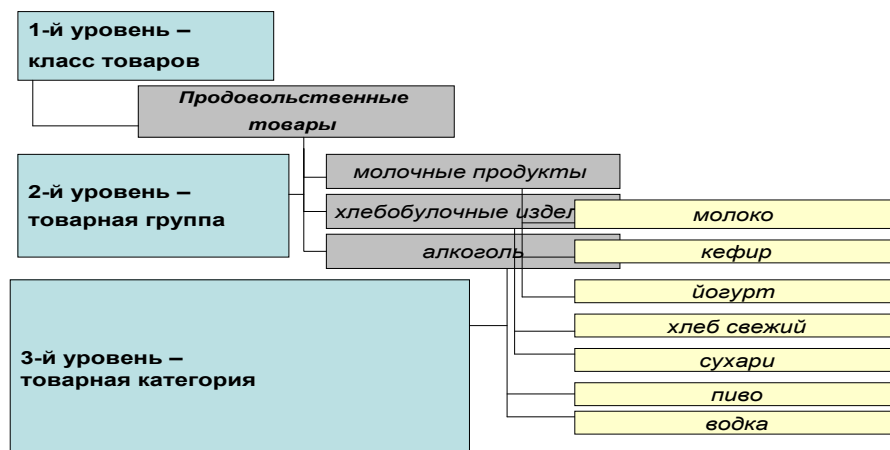 1-й уровень –
класс товаров
Продовольственные
товары
2-й уровень –
товарная группа
молочные продукты
хлебобулочные издел
алкоголь
3-й уровень –
товарная категория
молоко
кефир
йогурт
хлеб свежий
сухари
пиво
водка